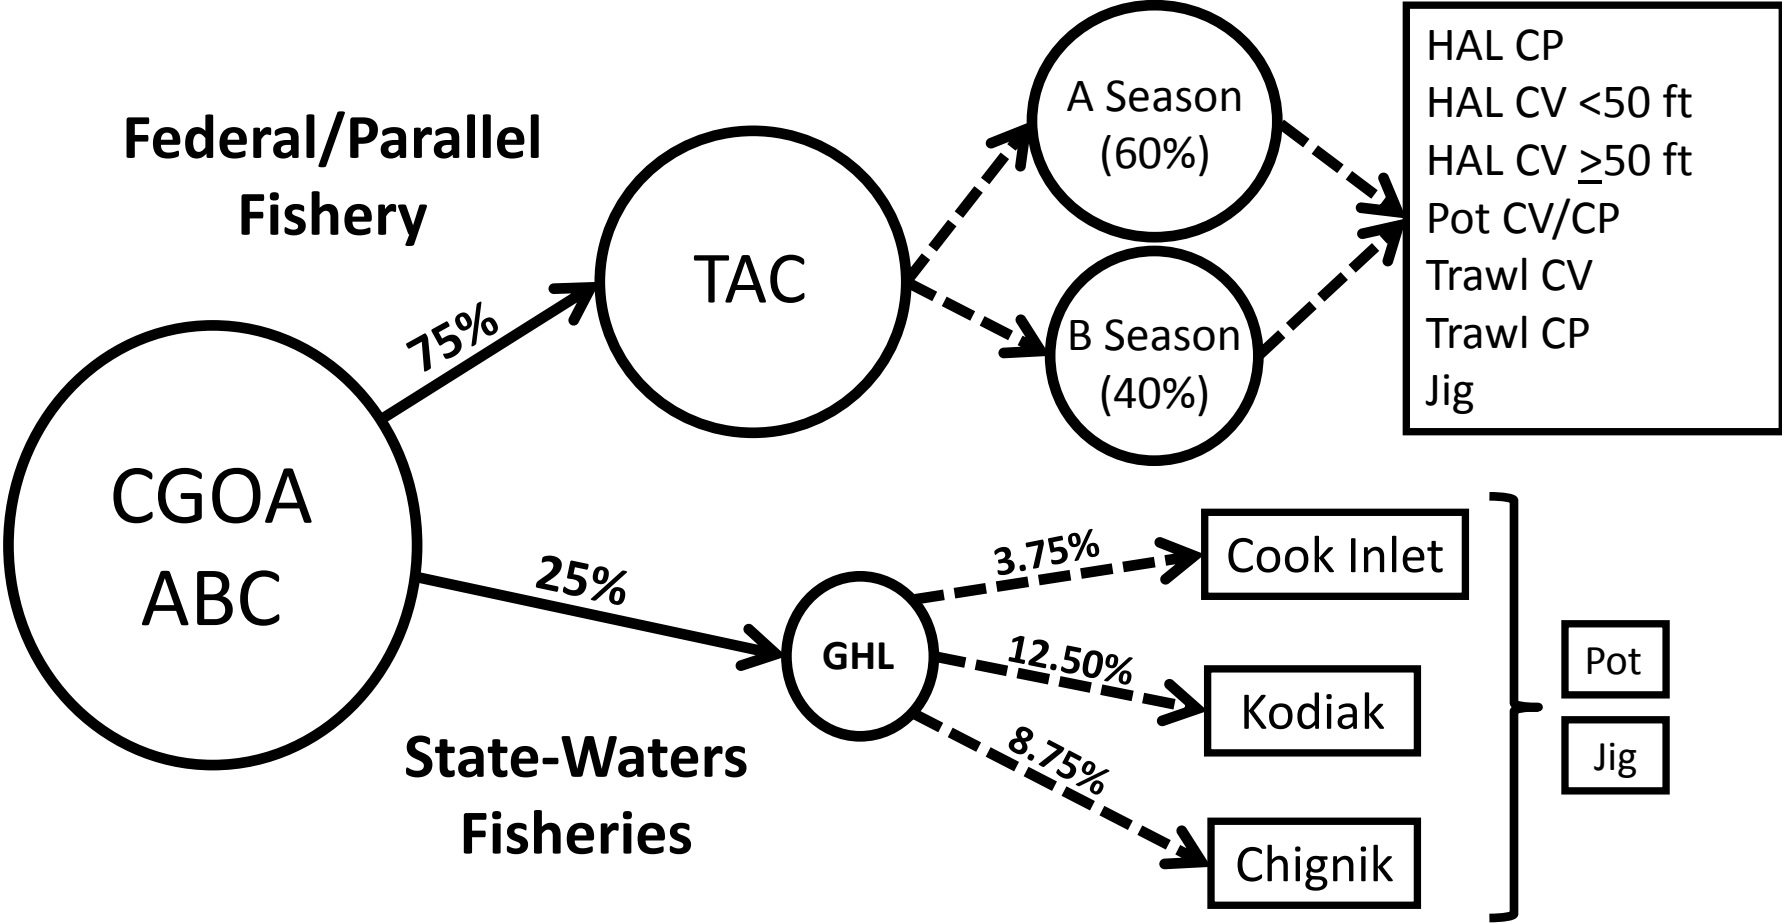 Federal/Parallel
Fishery
CGOA
ABC
75%
TAC
A Season
(60%)
B Season
(40%)
HAL CP
HAL CV <50 ft
HAL CV ≥50 ft
Pot CV/CP
Trawl CV
Trawl CP
Jig
25%
State-Waters
Fisheries
GHL
3.75%
Cook Inlet
12.50%
Kodiak
8.75%
Chignik
Pot
Jig